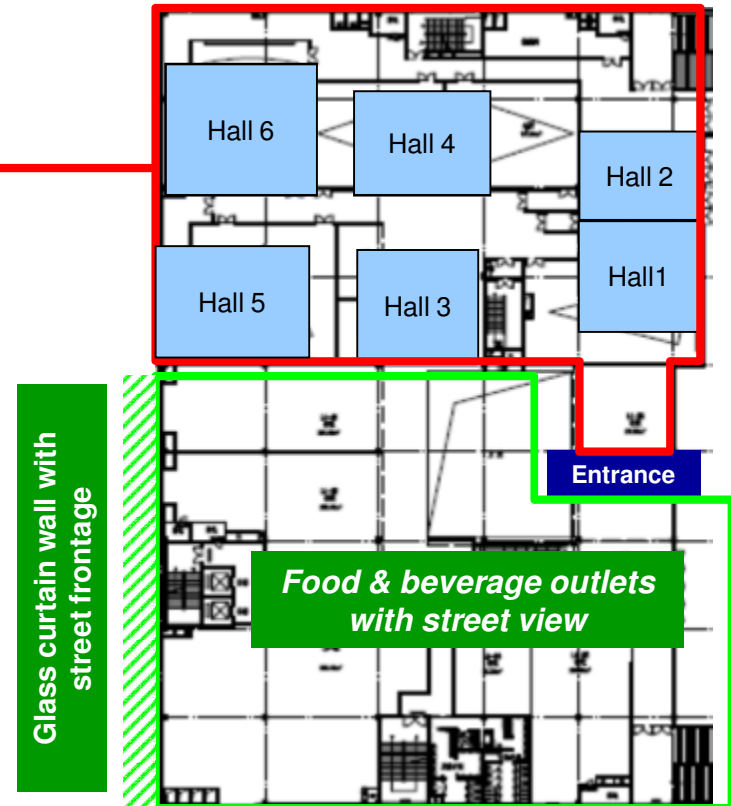 Hall 6
Hall 4
Hall 2
Hall1
Hall 5
Hall 3
Entrance
Glass curtain wall with
street frontage
Food & beverage outlets
with street view